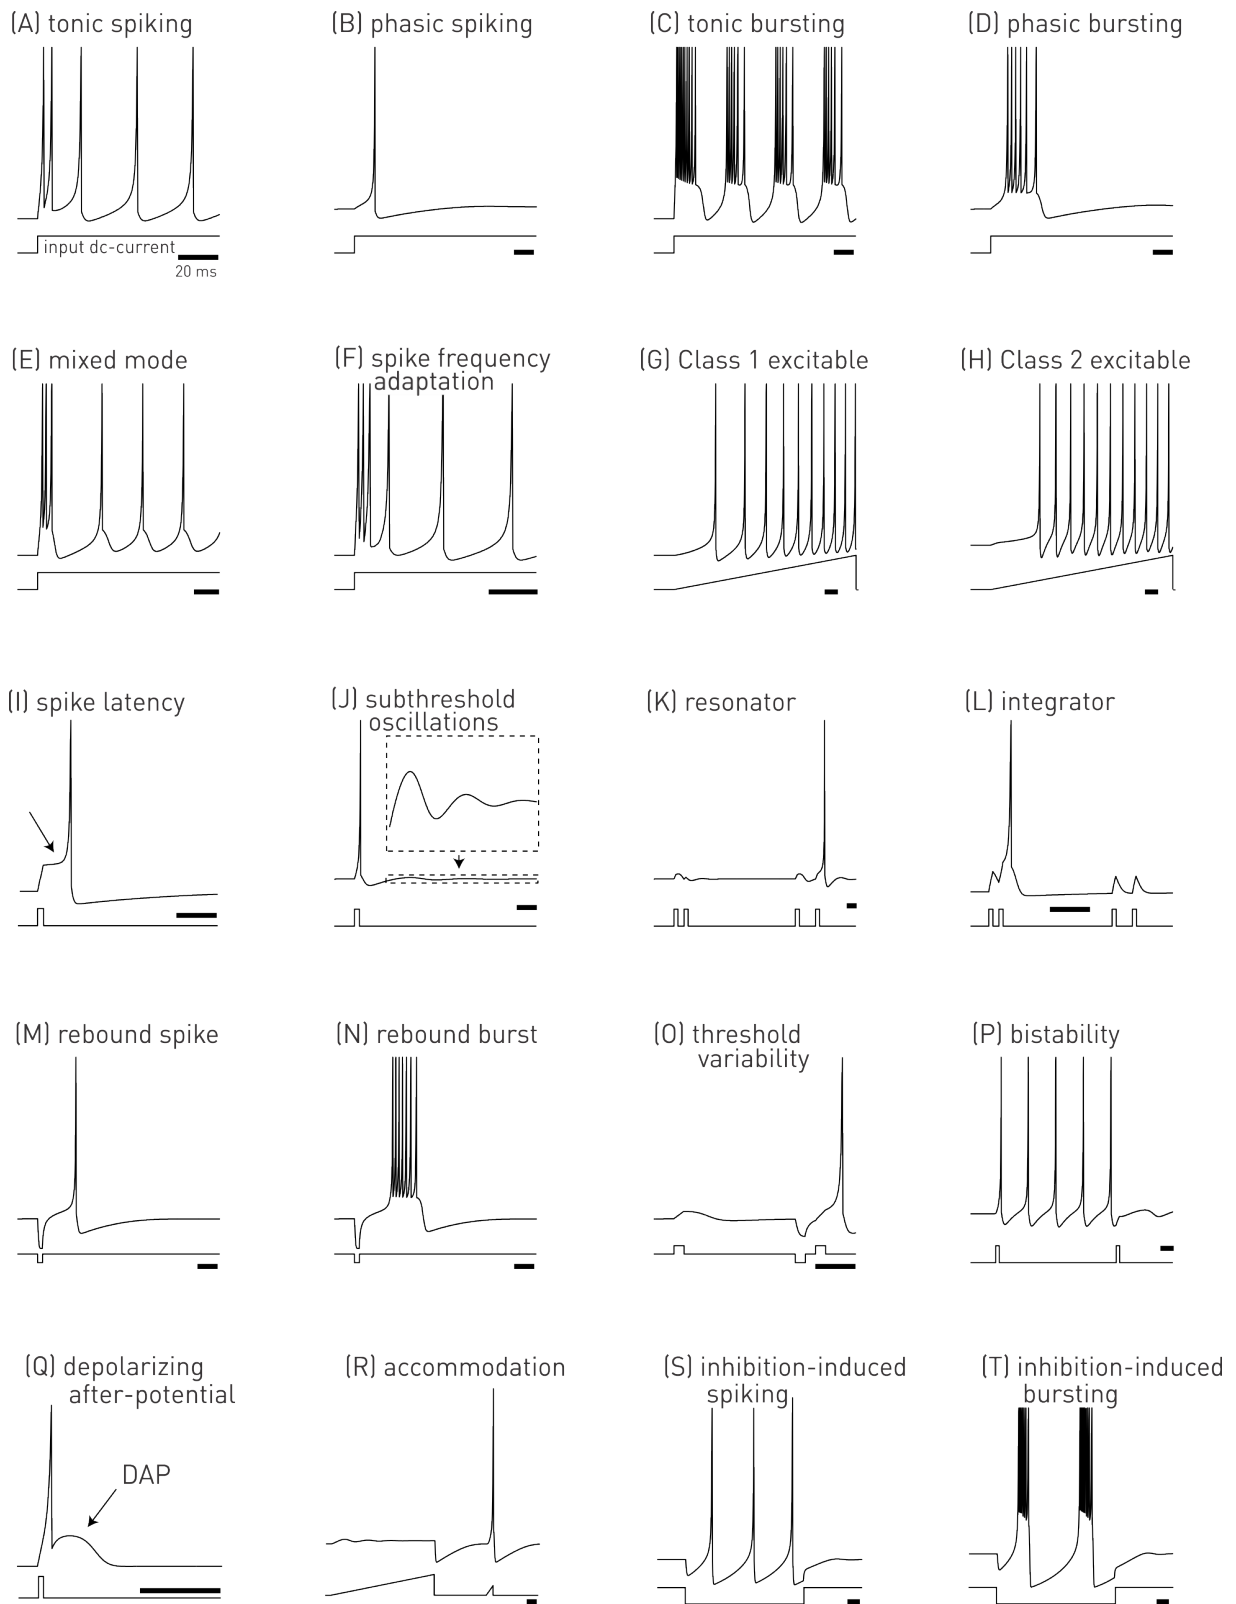 (A) tonic spiking
(B) phasic spiking
(C) tonic bursting
(D) phasic bursting
input dc-current
20 ms
(E) mixed mode
(F) spike frequency
adaptation
(G) Class 1 excitable
(H) Class 2 excitable
(I) spike latency
(J) subthreshold
oscillations
(K) resonator
(L) integrator
(M) rebound spike
(N) rebound burst
(O) threshold
variability
(P) bistability
(Q) depolarizing
after-potential
DAP
(R) accommodation
(S) inhibition-induced
spiking
(T) inhibition-induced
bursting